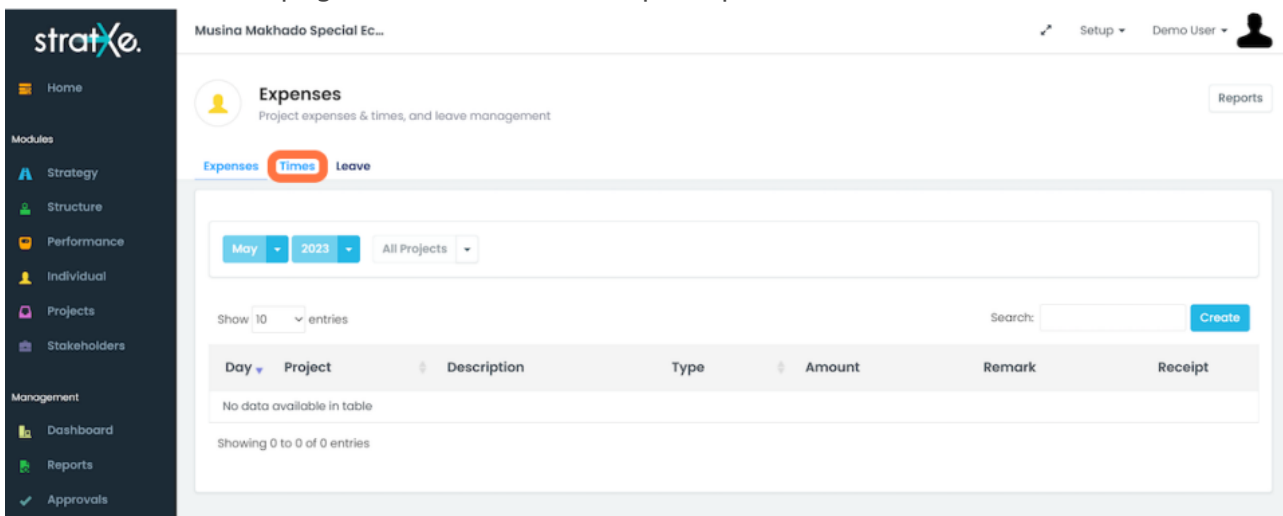 stratXe.
Musina Makhado Special Ec...
Setup
Demo User
Home
Modules
Strategy
Structure
Performance
Individual
Projects
Stakeholders
Management
Dashboard
Reports
Approvals
Expenses
Project expenses & times, and leave management
Reports
Expenses Times Leave
May 2023 All Projects
Show 10 entries
Search:
Create
Day Project Description Type Amount Remark Receipt
No data available in table
Showing 0 to 0 of 0 entries